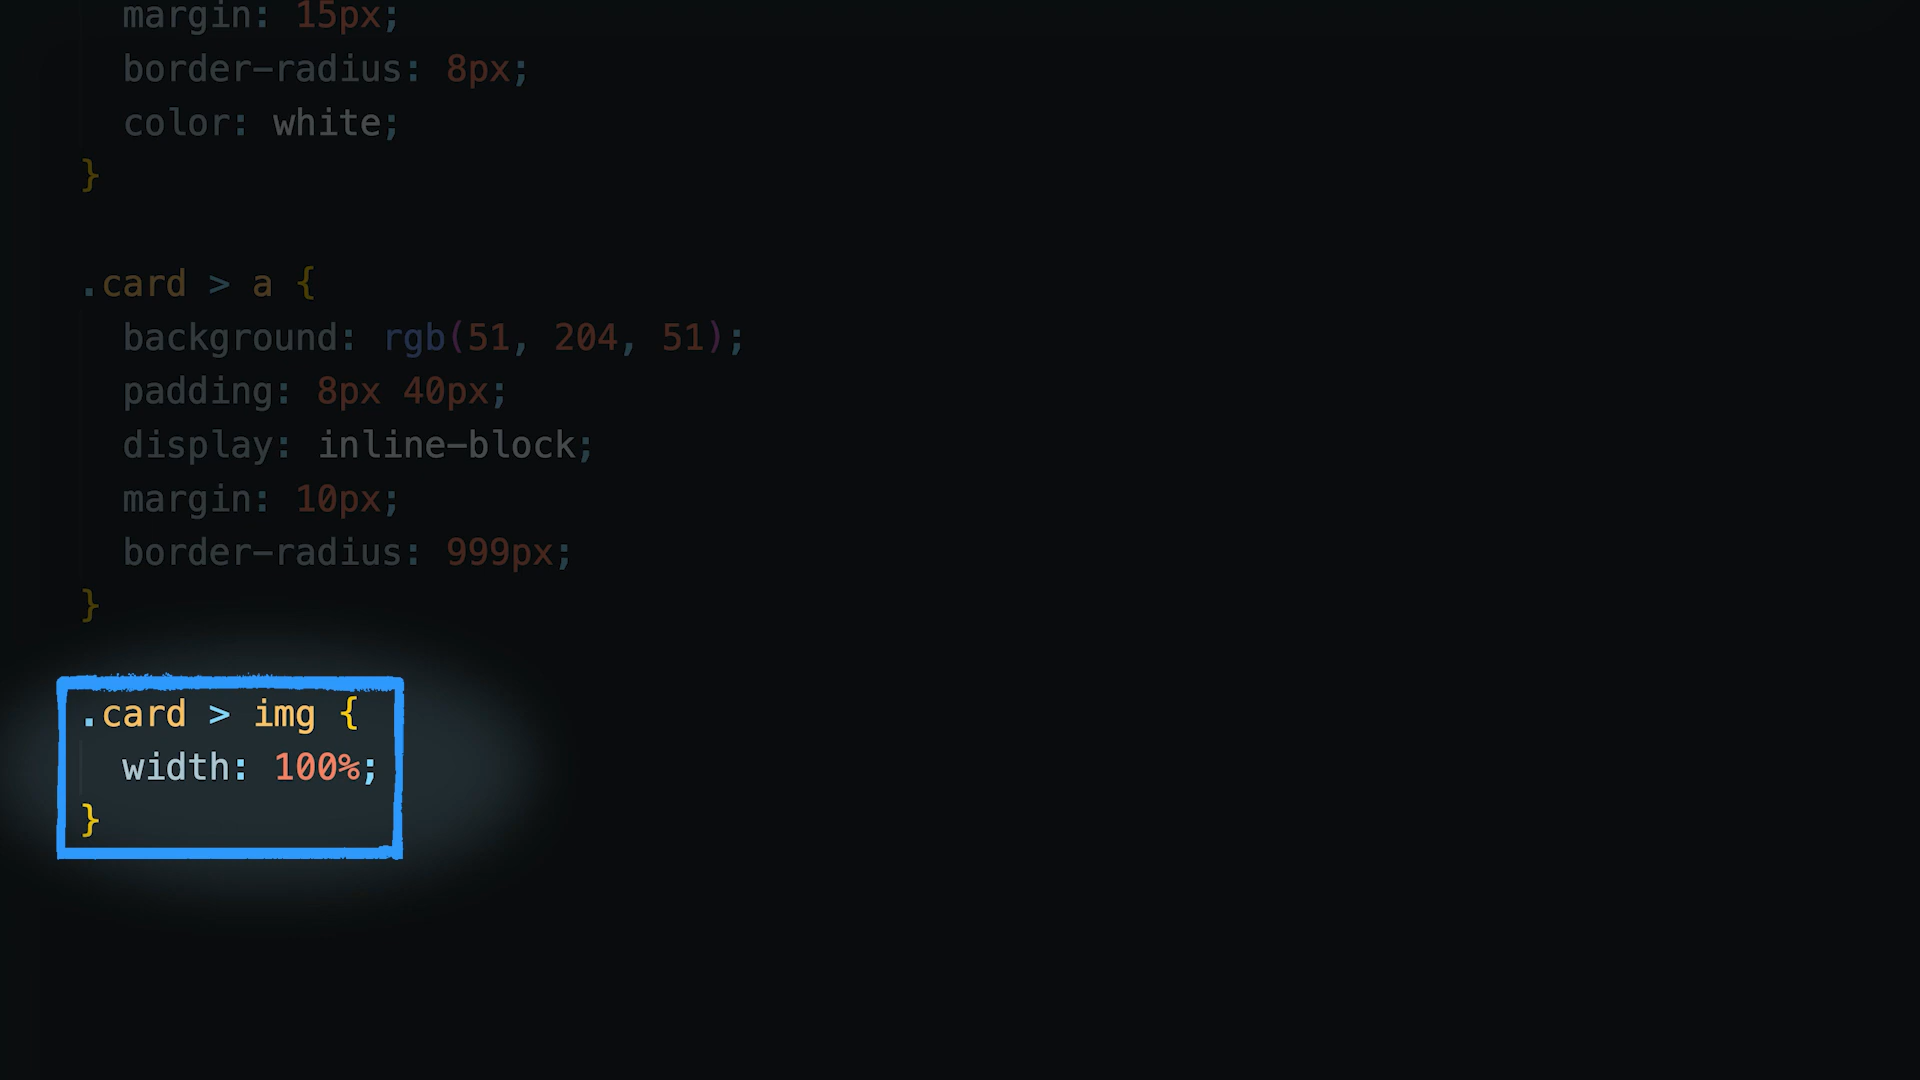 margin: 15px;
border-radius: 8px;
color: white;
}
.card > a {
background: rgb(51, 204, 51);
padding: 8px 40px;
display: inline-block;
margin: 10px;
border-radius: 999px;
}
.card > img {
width: 100%;
}